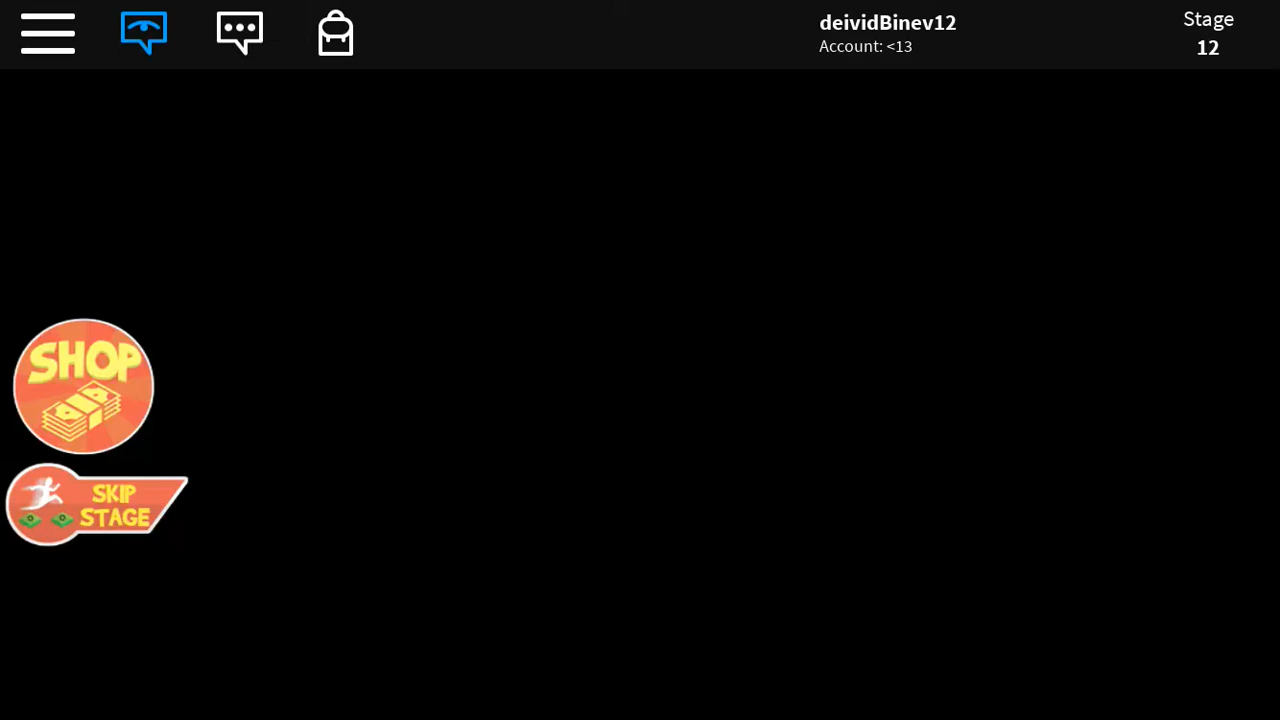 deividBinev12
Account: <13
Stage
12
SHOP
SKIP
STAGE